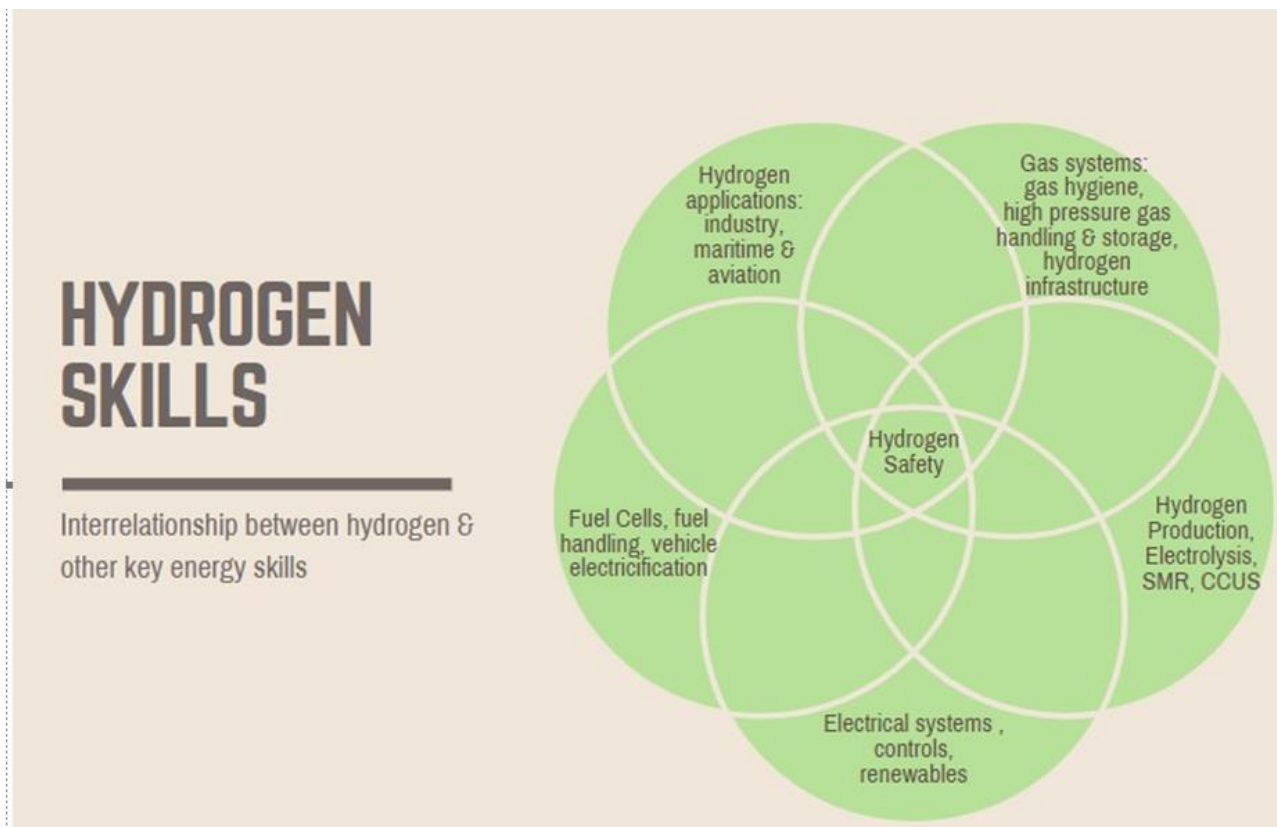 HYDROGEN
SKILLS
Interrelationship between hydrogen &
other key energy skills
Hydrogen
applications:
industry,
maritime &
aviation
Gas systems:
gas hygiene,
high pressure gas
handling & storage,
hydrogen
infrastructure
Hydrogen
Safety
Fuel Cells, fuel
handling, vehicle
electricification
Hydrogen
Production,
Electrolysis,
SMR, CCUS
Electrical systems ,
controls,
renewables